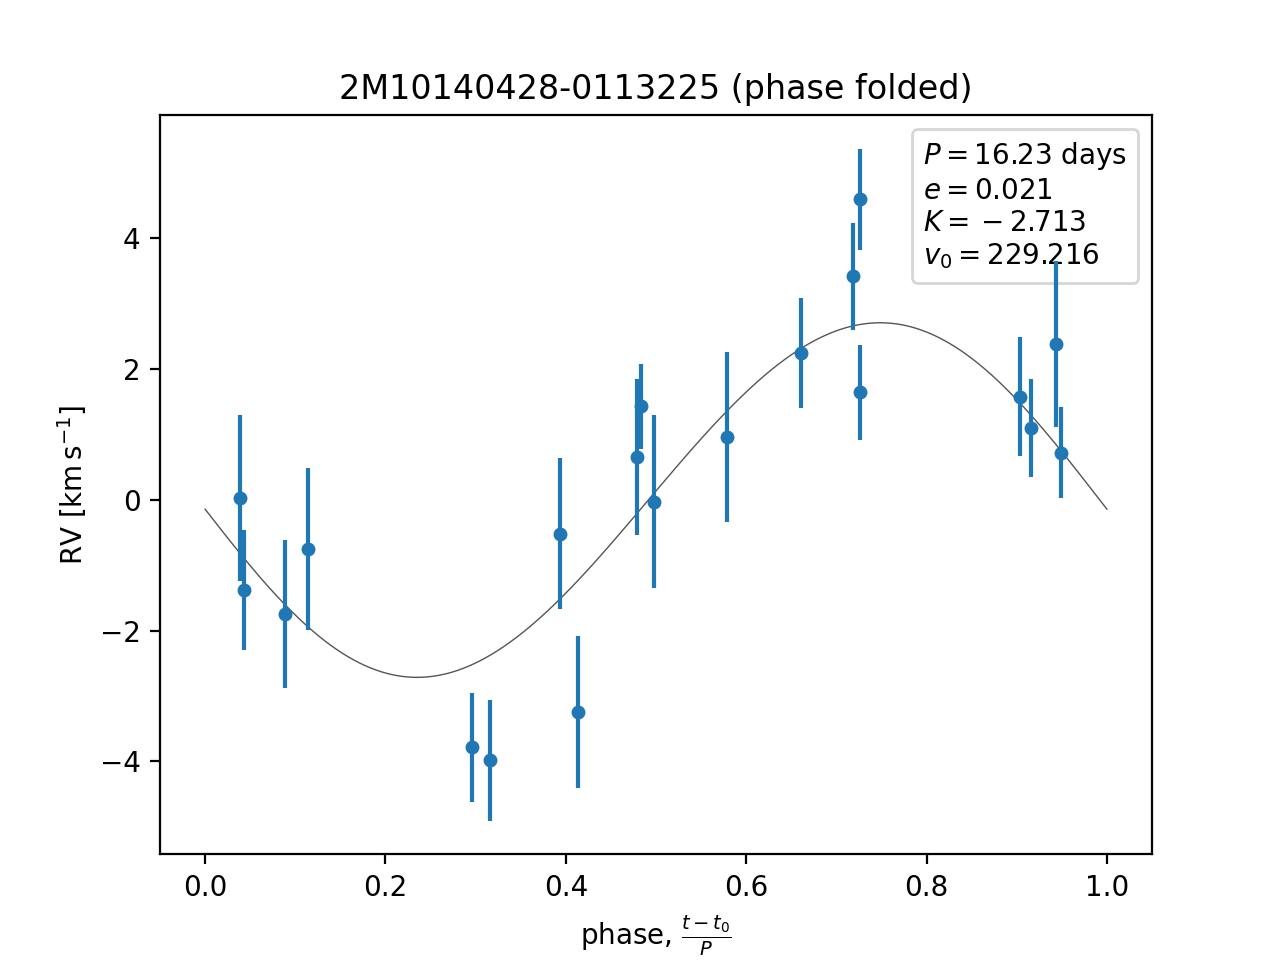 2M10140428-0113225 (phase folded)
P = 16.23 days
e = 0.021
K = −2.713
v₀ = 229.216
4
2
0
−2
−4
RV [km s⁻¹]
0.0 0.2 0.4 0.6 0.8 1.0
phase, (t − t₀)/P